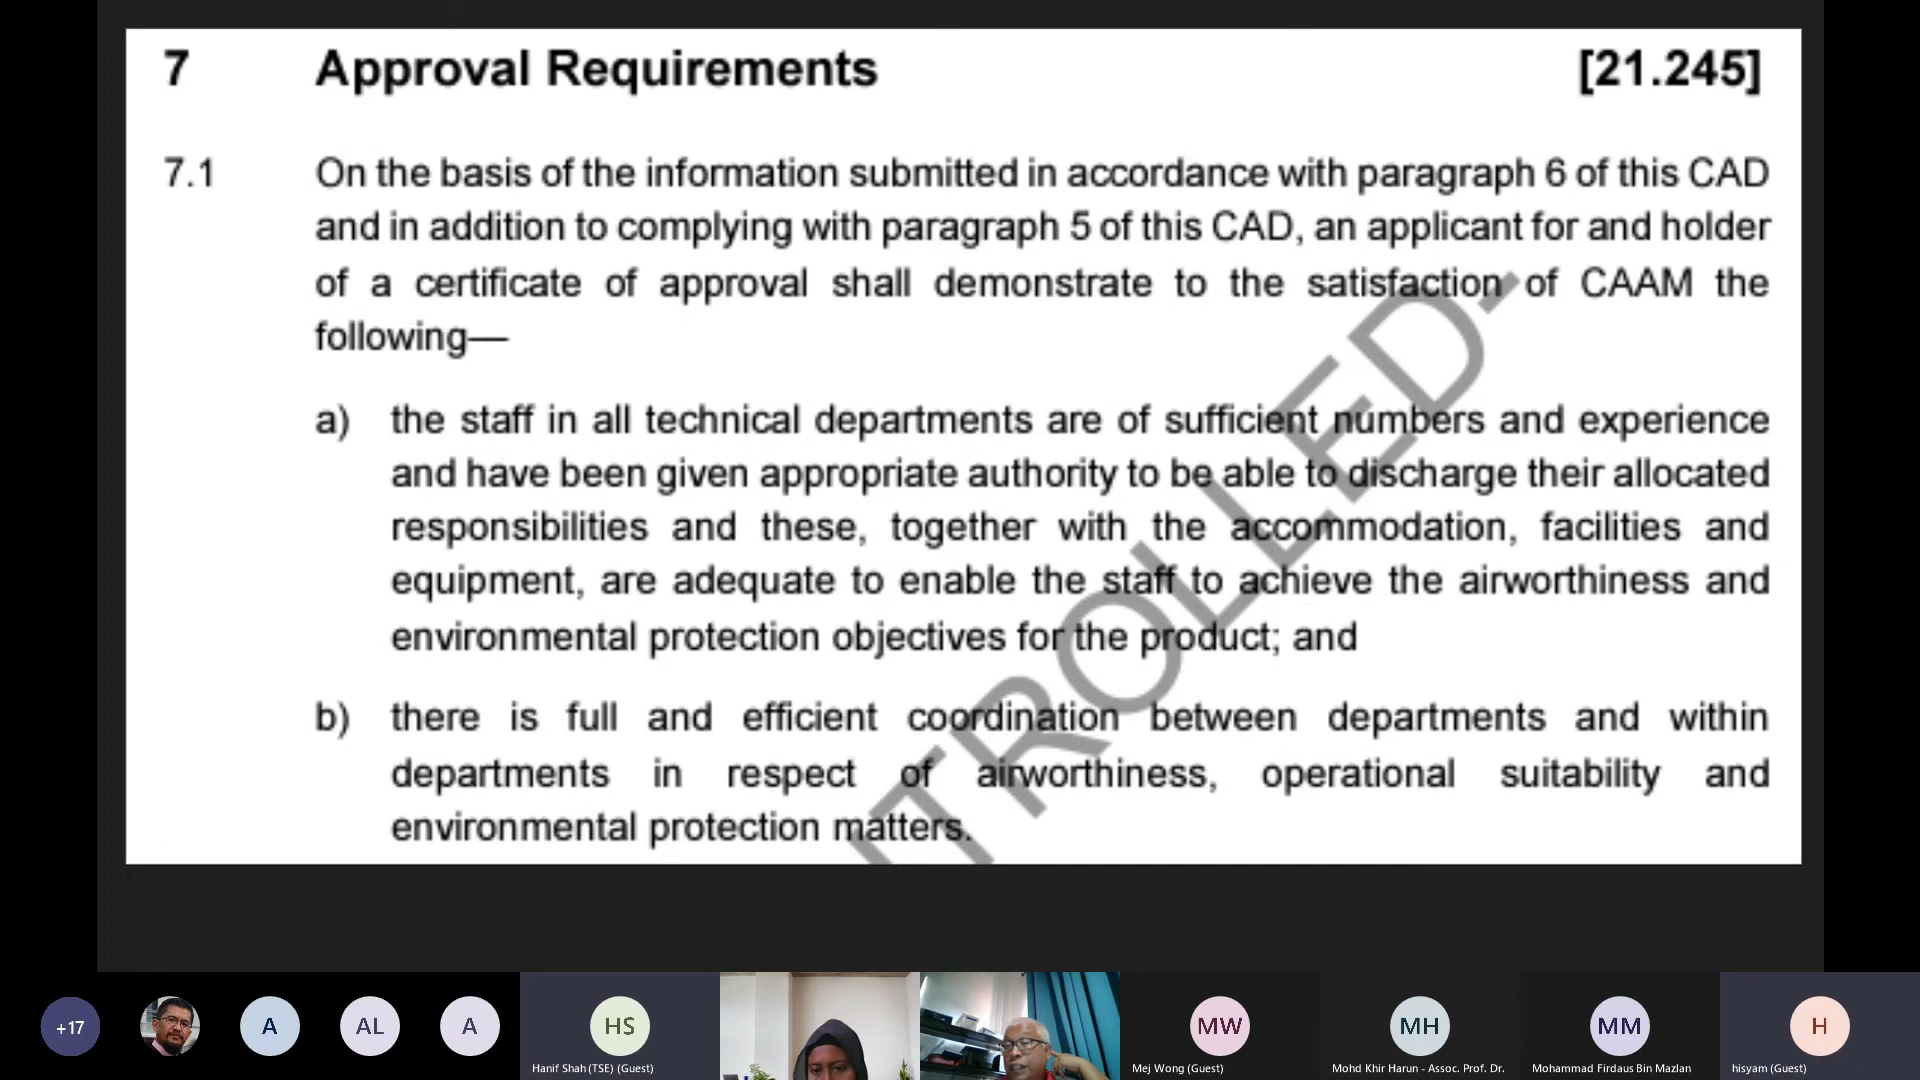 7 Approval Requirements [21.245]
7.1 On the basis of the information submitted in accordance with paragraph 6 of this CAD
and in addition to complying with paragraph 5 of this CAD, an applicant for and holder
of a certificate of approval shall demonstrate to the satisfaction of CAAM the
following—
a) the staff in all technical departments are of sufficient numbers and experience
and have been given appropriate authority to be able to discharge their allocated
responsibilities and these, together with the accommodation, facilities and
equipment, are adequate to enable the staff to achieve the airworthiness and
environmental protection objectives for the product; and
b) there is full and efficient coordination between departments and within
departments in respect of airworthiness, operational suitability and
environmental protection matters.
TROLLED-
+17
A
AL
A
HS
MW
MH
MM
H
Hanif Shah (TSE) (Guest)
Mej Wong (Guest)
Mohd Khir Harun - Assoc. Prof. Dr.
Mohammad Firdaus Bin Mazlan
hisyam (Guest)